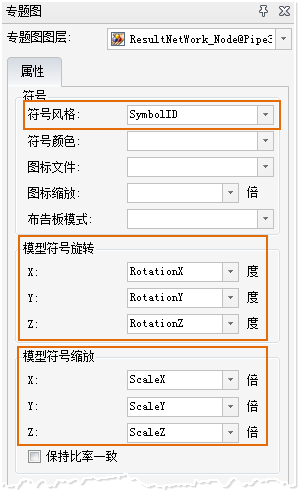 专题图
专题图图层: ResultNetWork_Node@Pipe3
属性
符号
符号风格: SymbolID
符号颜色:
图标文件:
图标缩放: 倍
布告板模式:
模型符号旋转
X: RotationX 度
Y: RotationY 度
Z: RotationZ 度
模型符号缩放
X: ScaleX 倍
Y: ScaleY 倍
Z: ScaleZ 倍
保持比率一致